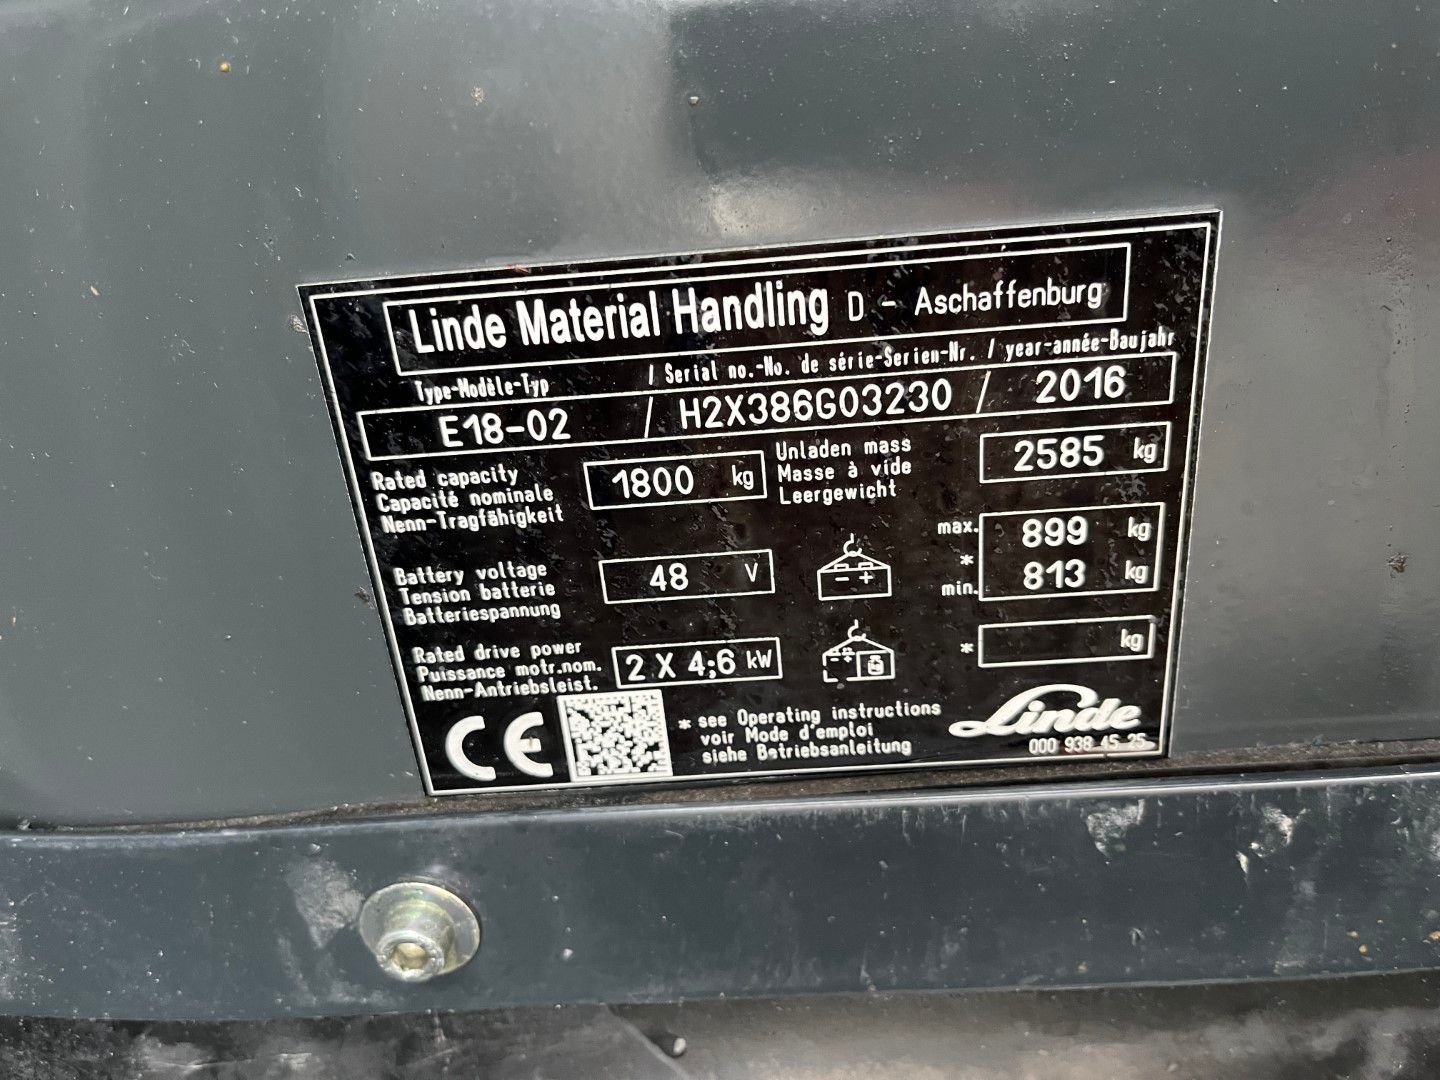 Linde Material Handling D - Aschaffenburg
Type-Modèle-Typ / Serial no.-No. de série-Serien-Nr. / year-année-Baujahr
E18-02 / H2X386G03230 / 2016
Rated capacity
Capacité nominale
Nenn-Tragfähigkeit
1800 kg
Unladen mass
Masse à vide
Leergewicht
2585 kg
Battery voltage
Tension batterie
Batteriespannung
48 V
- +
max. 899 kg
*
min. 813 kg
Rated drive power
Puissance motr.nom.
Nenn-Antriebsleist.
2 X 4;6 kW
- +
* kg
CE
* see Operating instructions
voir Mode d'emploi
siehe Betriebsanleitung
Linde
000 938 45 25